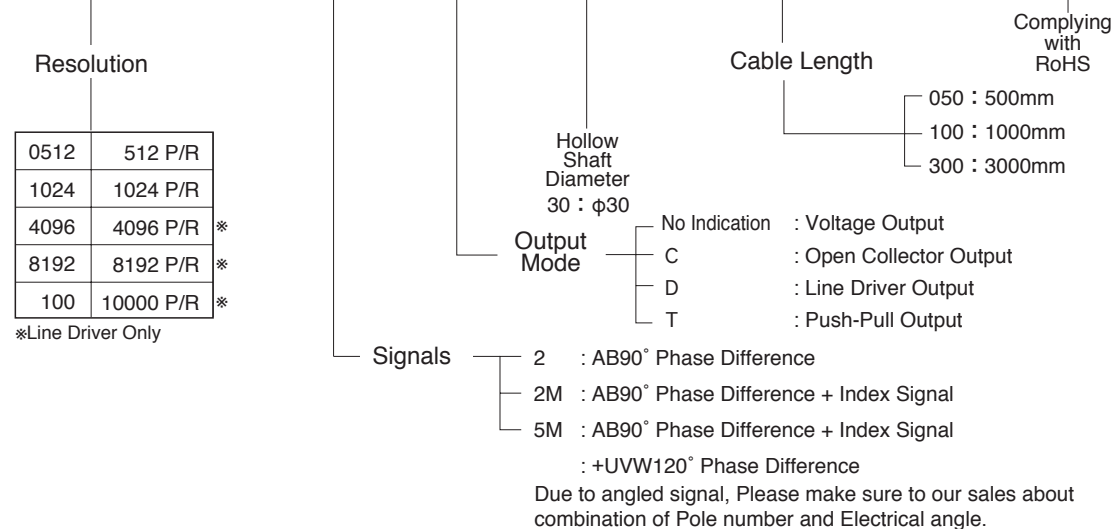 Complying
with
RoHS
Resolution
Cable Length
050 : 500mm
100 : 1000mm
300 : 3000mm
0512 512 P/R
1024 1024 P/R
4096 4096 P/R ※
8192 8192 P/R ※
100 10000 P/R ※
※Line Driver Only
Hollow
Shaft
Diameter
30 : φ30
Output
Mode
No Indication : Voltage Output
C : Open Collector Output
D : Line Driver Output
T : Push-Pull Output
Signals
2 : AB90˚ Phase Difference
2M : AB90˚ Phase Difference + Index Signal
5M : AB90˚ Phase Difference + Index Signal
: +UVW120˚ Phase Difference
Due to angled signal, Please make sure to our sales about
combination of Pole number and Electrical angle.